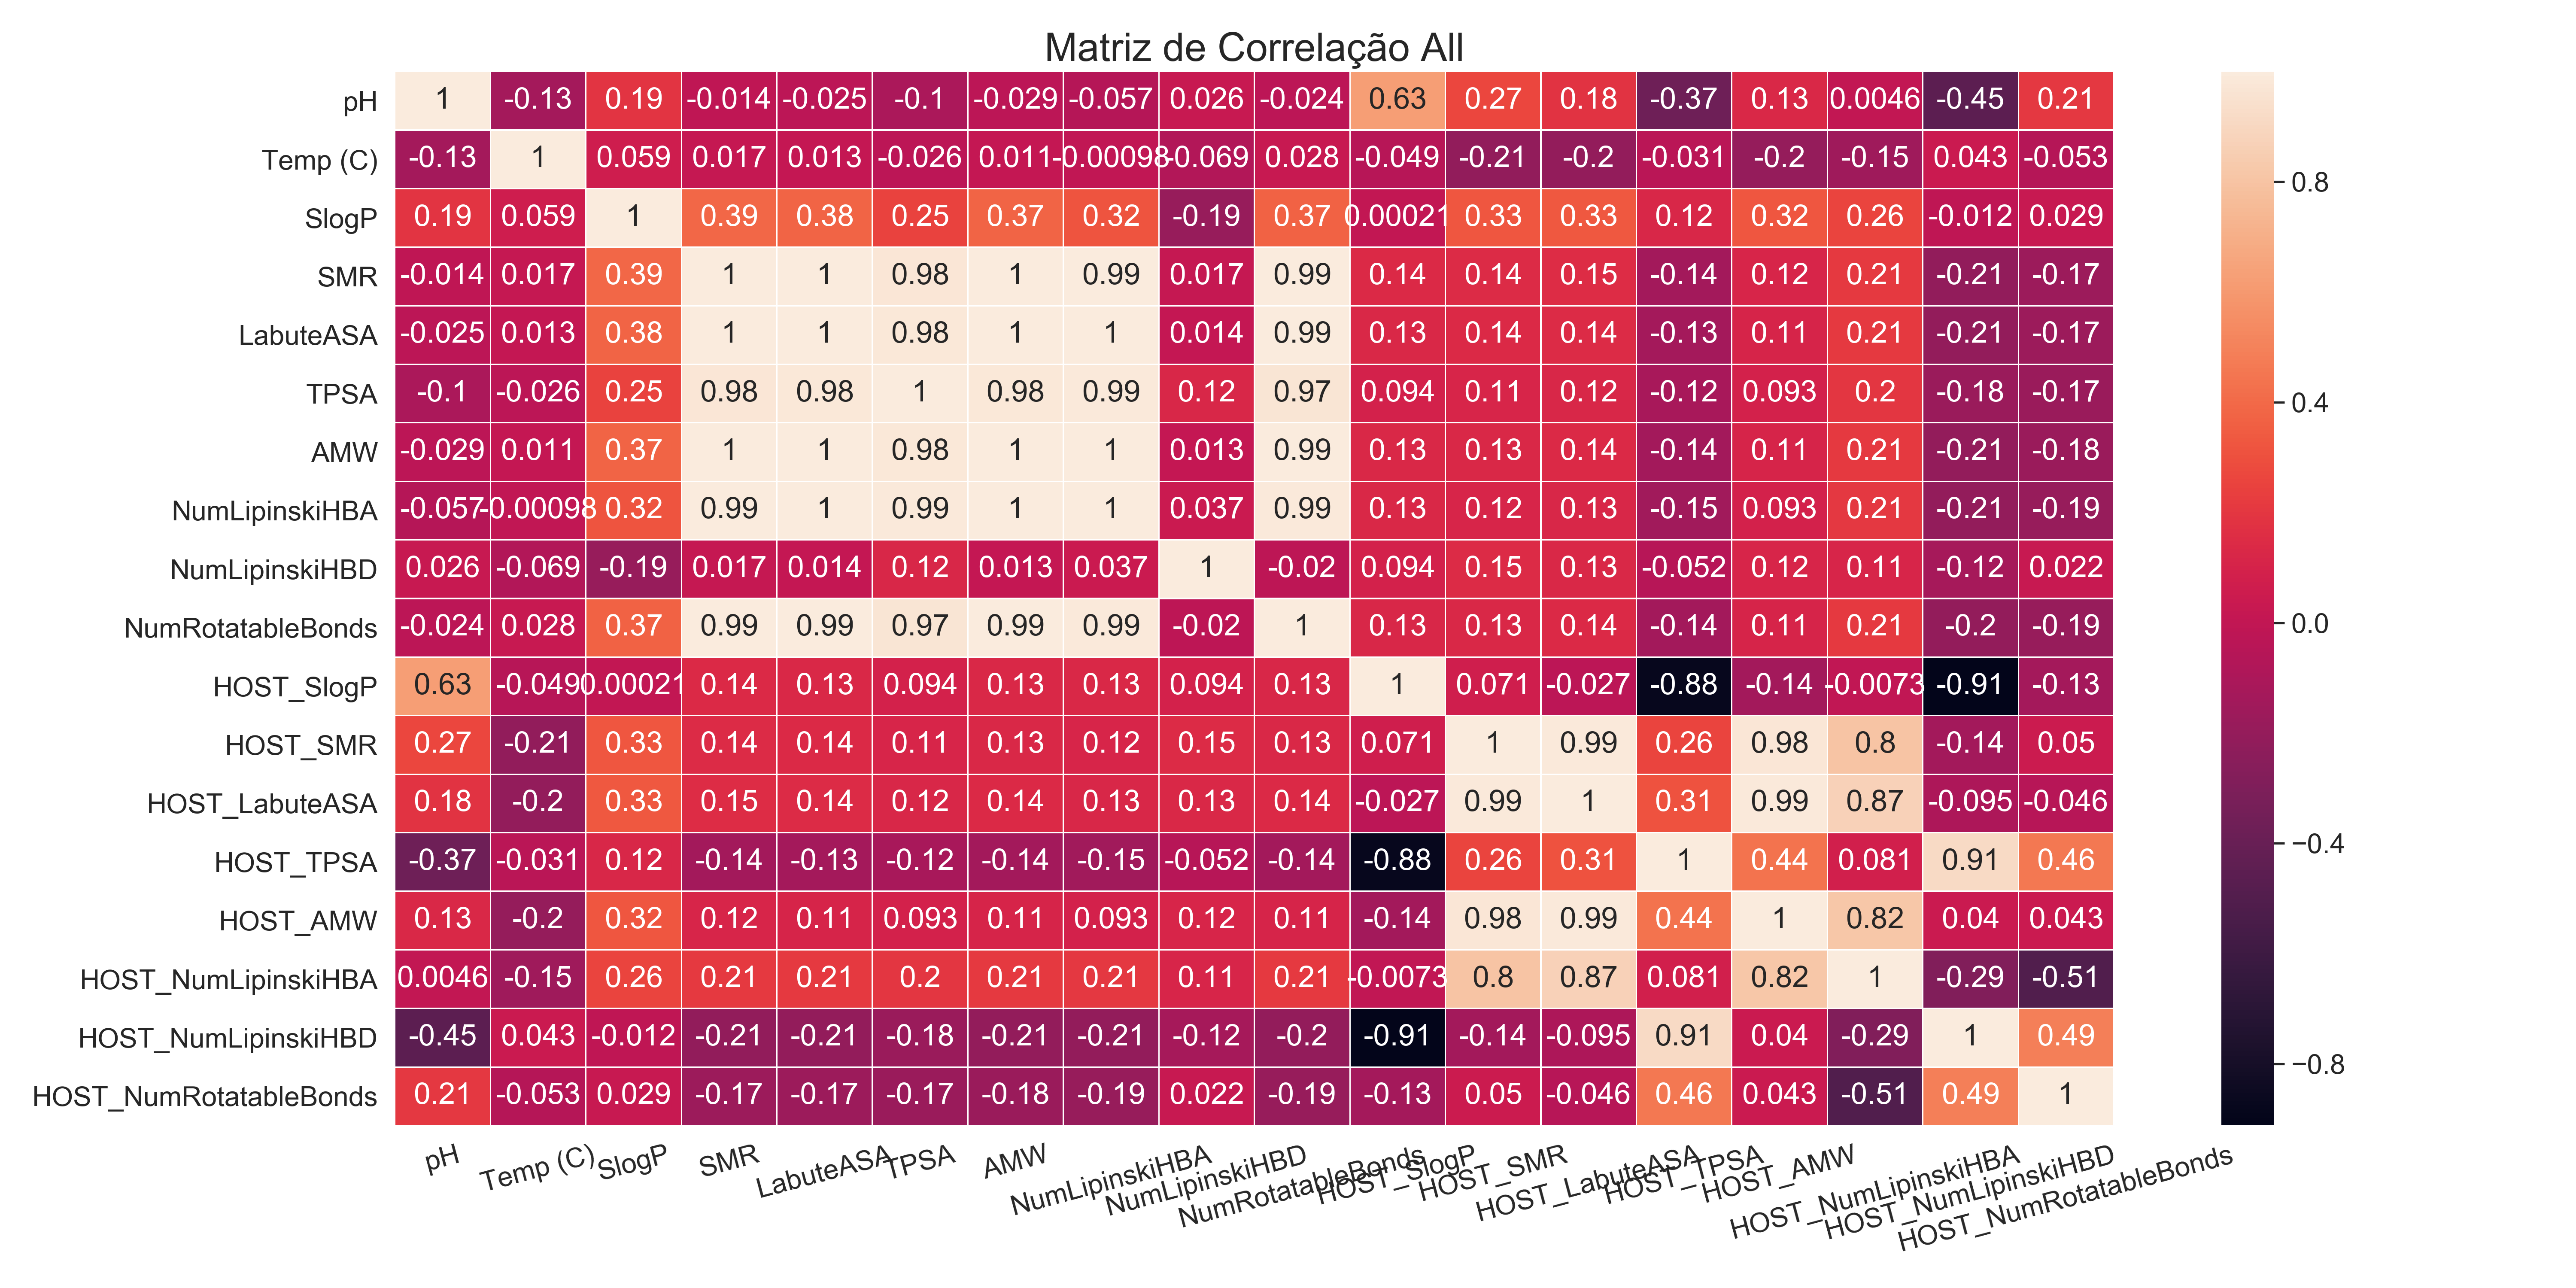 Matriz de Correlação All
pH 1 -0.13 0.19 -0.014 -0.025 -0.1 -0.029 -0.057 0.026 -0.024 0.63 0.27 0.18 -0.37 0.13 0.0046 -0.45 0.21
Temp (C) -0.13 1 0.059 0.017 0.013 -0.026 0.011 -0.00098 -0.069 0.028 -0.049 -0.21 -0.2 -0.031 -0.2 -0.15 0.043 -0.053
SlogP 0.19 0.059 1 0.39 0.38 0.25 0.37 0.32 -0.19 0.37 0.00021 0.33 0.33 0.12 0.32 0.26 -0.012 0.029
SMR -0.014 0.017 0.39 1 1 0.98 1 0.99 0.017 0.99 0.14 0.14 0.15 -0.14 0.12 0.21 -0.21 -0.17
LabuteASA -0.025 0.013 0.38 1 1 0.98 1 1 0.014 0.99 0.13 0.14 0.14 -0.13 0.11 0.21 -0.21 -0.17
TPSA -0.1 -0.026 0.25 0.98 0.98 1 0.98 0.99 0.12 0.97 0.094 0.11 0.12 -0.12 0.093 0.2 -0.18 -0.17
AMW -0.029 0.011 0.37 1 1 0.98 1 1 0.013 0.99 0.13 0.13 0.14 -0.14 0.11 0.21 -0.21 -0.18
NumLipinskiHBA -0.057 -0.00098 0.32 0.99 1 0.99 1 1 0.037 0.99 0.13 0.12 0.13 -0.15 0.093 0.21 -0.21 -0.19
NumLipinskiHBD 0.026 -0.069 -0.19 0.017 0.014 0.12 0.013 0.037 1 -0.02 0.094 0.15 0.13 -0.052 0.12 0.11 -0.12 0.022
NumRotatableBonds -0.024 0.028 0.37 0.99 0.99 0.97 0.99 0.99 -0.02 1 0.13 0.13 0.14 -0.14 0.11 0.21 -0.2 -0.19
HOST_SlogP 0.63 -0.049 0.00021 0.14 0.13 0.094 0.13 0.13 0.094 0.13 1 0.071 -0.027 -0.88 -0.14 -0.0073 -0.91 -0.13
HOST_SMR 0.27 -0.21 0.33 0.14 0.14 0.11 0.13 0.12 0.15 0.13 0.071 1 0.99 0.26 0.98 0.8 -0.14 0.05
HOST_LabuteASA 0.18 -0.2 0.33 0.15 0.14 0.12 0.14 0.13 0.13 0.14 -0.027 0.99 1 0.31 0.99 0.87 -0.095 -0.046
HOST_TPSA -0.37 -0.031 0.12 -0.14 -0.13 -0.12 -0.14 -0.15 -0.052 -0.14 -0.88 0.26 0.31 1 0.44 0.081 0.91 0.46
HOST_AMW 0.13 -0.2 0.32 0.12 0.11 0.093 0.11 0.093 0.12 0.11 -0.14 0.98 0.99 0.44 1 0.82 0.04 0.043
HOST_NumLipinskiHBA 0.0046 -0.15 0.26 0.21 0.21 0.2 0.21 0.21 0.11 0.21 -0.0073 0.8 0.87 0.081 0.82 1 -0.29 -0.51
HOST_NumLipinskiHBD -0.45 0.043 -0.012 -0.21 -0.21 -0.18 -0.21 -0.21 -0.12 -0.2 -0.91 -0.14 -0.095 0.91 0.04 -0.29 1 0.49
HOST_NumRotatableBonds 0.21 -0.053 0.029 -0.17 -0.17 -0.17 -0.18 -0.19 0.022 -0.19 -0.13 0.05 -0.046 0.46 0.043 -0.51 0.49 1
pH Temp (C) SlogP SMR LabuteASA TPSA AMW NumLipinskiHBA NumLipinskiHBD NumRotatableBonds HOST_SlogP HOST_SMR HOST_LabuteASA HOST_TPSA HOST_AMW HOST_NumLipinskiHBA HOST_NumLipinskiHBD HOST_NumRotatableBonds
0.8
0.4
0.0
−0.4
−0.8